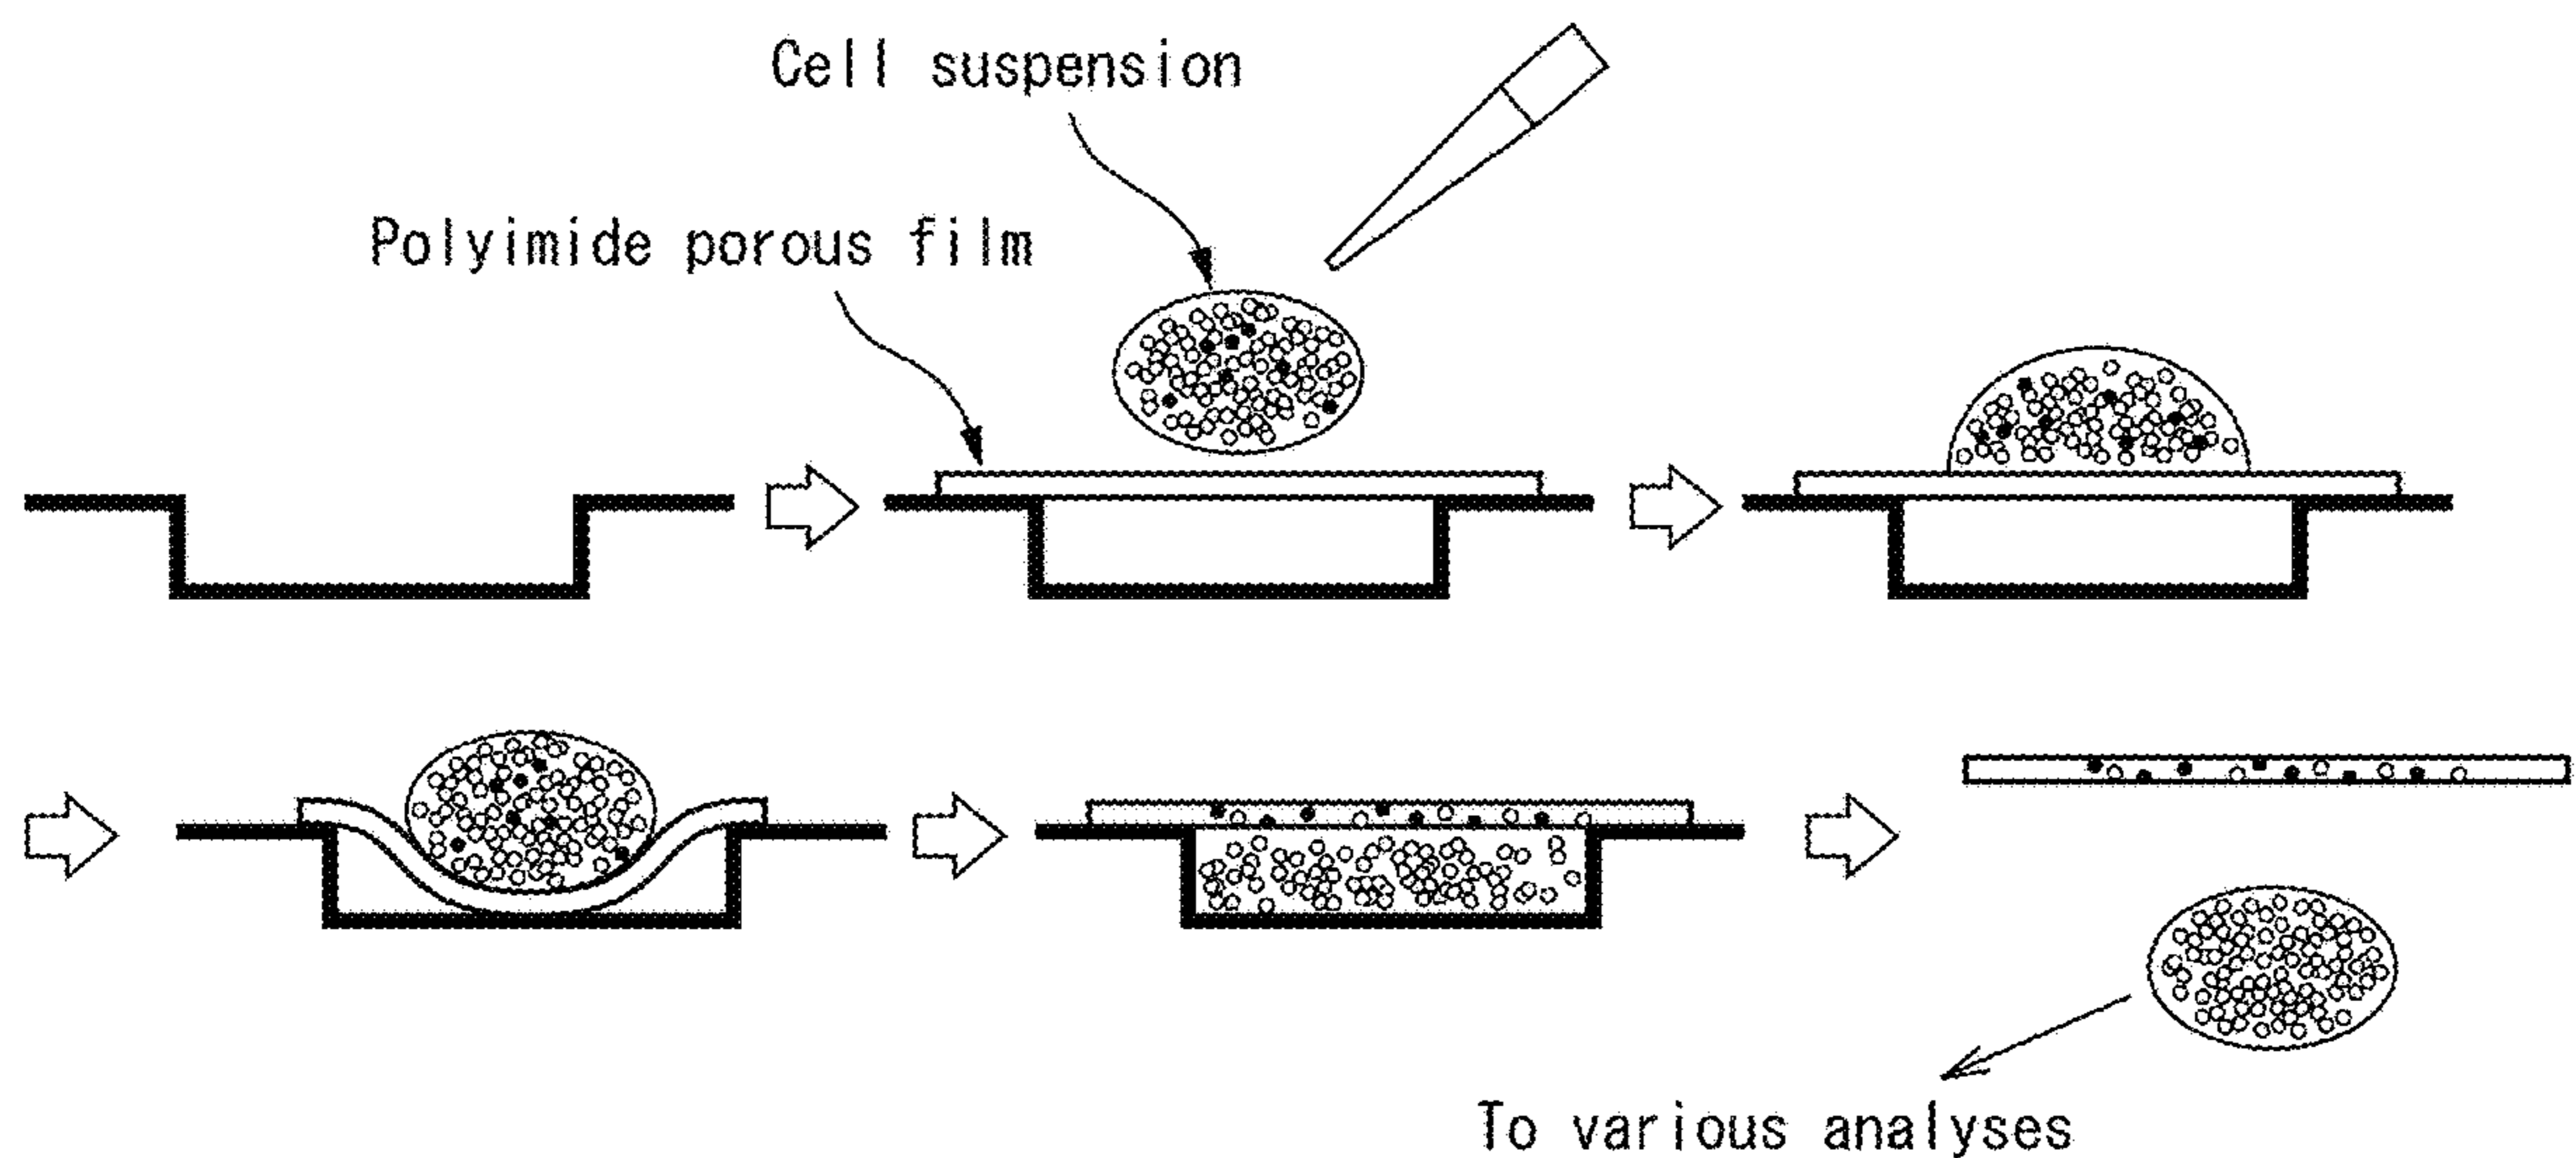 Cell suspension
Polyimide porous film
To various analyses